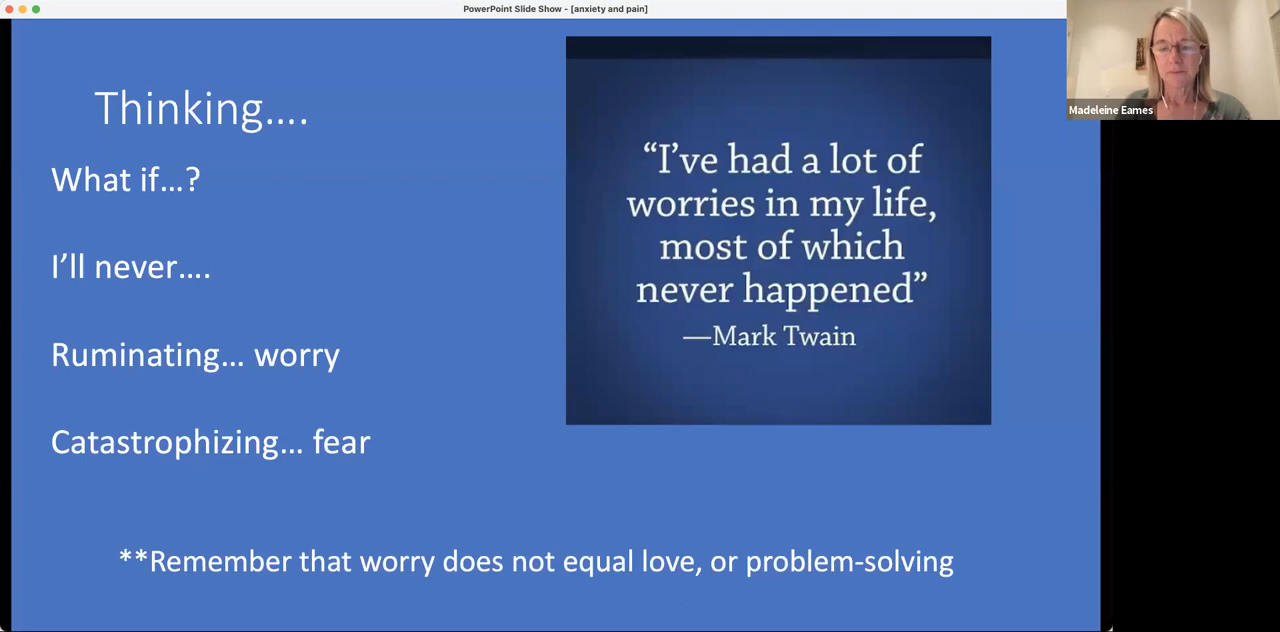 PowerPoint Slide Show - [anxiety and pain]
Thinking….
What if…?
I’ll never….
Ruminating… worry
Catastrophizing… fear
“I’ve had a lot of
worries in my life,
most of which
never happened”
—Mark Twain
**Remember that worry does not equal love, or problem-solving
Madeleine Eames